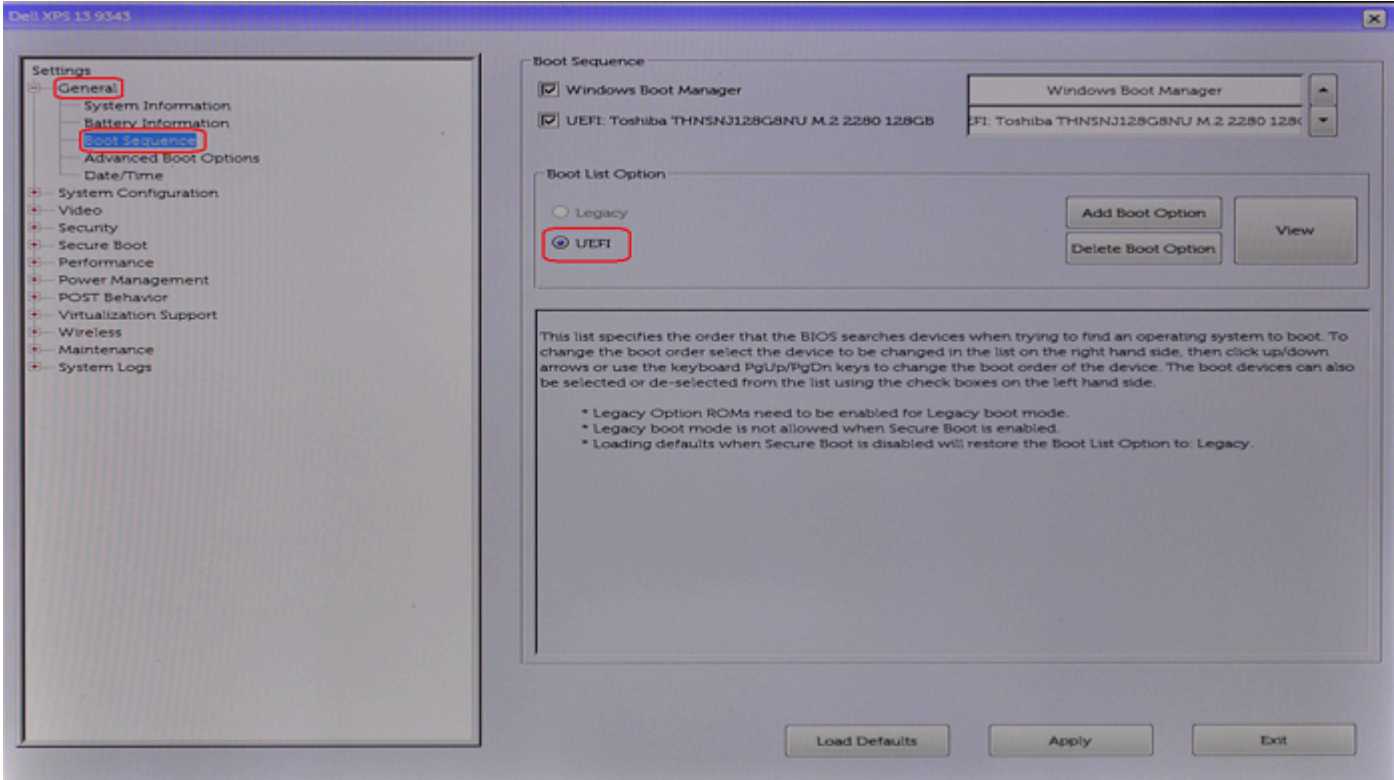 Dell XPS 13 9343
Settings
General
System Information
Battery Information
Boot Sequence
Advanced Boot Options
Date/Time
System Configuration
Video
Security
Secure Boot
Performance
Power Management
POST Behavior
Virtualization Support
Wireless
Maintenance
System Logs
Boot Sequence
Windows Boot Manager
UEFI: Toshiba THNSNJ128G8NU M.2 2280 128GB
Windows Boot Manager
EFI: Toshiba THNSNJ128G8NU M.2 2280 128
Boot List Option
Legacy
UEFI
Add Boot Option
Delete Boot Option
View
This list specifies the order that the BIOS searches devices when trying to find an operating system to boot. To
change the boot order select the device to be changed in the list on the right hand side, then click up/down
arrows or use the keyboard PgUp/PgDn keys to change the boot order of the device. The boot devices can also
be selected or de-selected from the list using the check boxes on the left hand side.
* Legacy Option ROMs need to be enabled for Legacy boot mode.
* Legacy boot mode is not allowed when Secure Boot is enabled.
* Loading defaults when Secure Boot is disabled will restore the Boot List Option to: Legacy.
Load Defaults
Apply
Exit